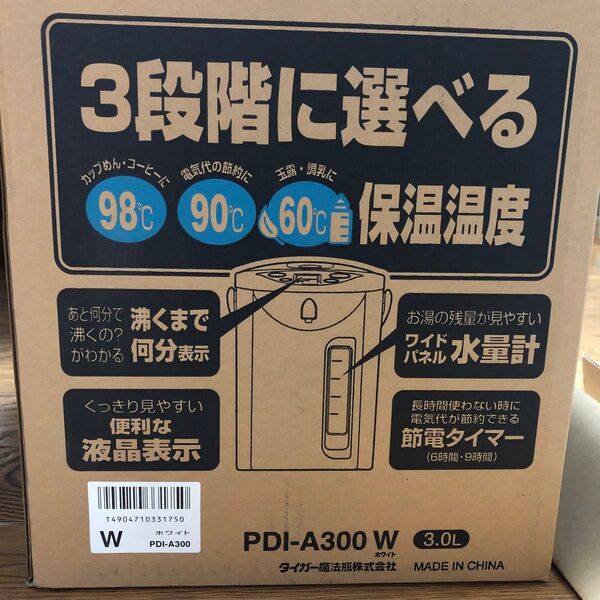 3段階に選べる
カップめん・コーヒーに
98℃
電気代の節約に
90℃
玉露・調乳に
60℃
保温温度
あと何分で
沸くの?
がわかる
沸くまで
何分表示
お湯の残量が見やすい
ワイド
パネル
水量計
くっきり見やすい
便利な
液晶表示
長時間使わない時に
電気代が節約できる
節電タイマー
(6時間・9時間)
T4904710331750
W
ホワイト
PDI-A300
PDI-A300 W
ホワイト
3.0L
タイガー魔法瓶株式会社
MADE IN CHINA